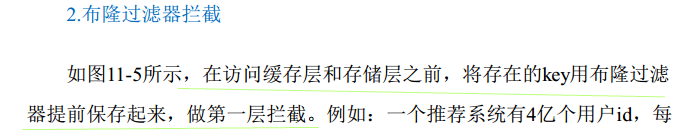 2.布隆过滤器拦截
如图11-5所示，在访问缓存层和存储层之前，将存在的key用布隆过滤
器提前保存起来，做第一层拦截。例如：一个推荐系统有4亿个用户id，每